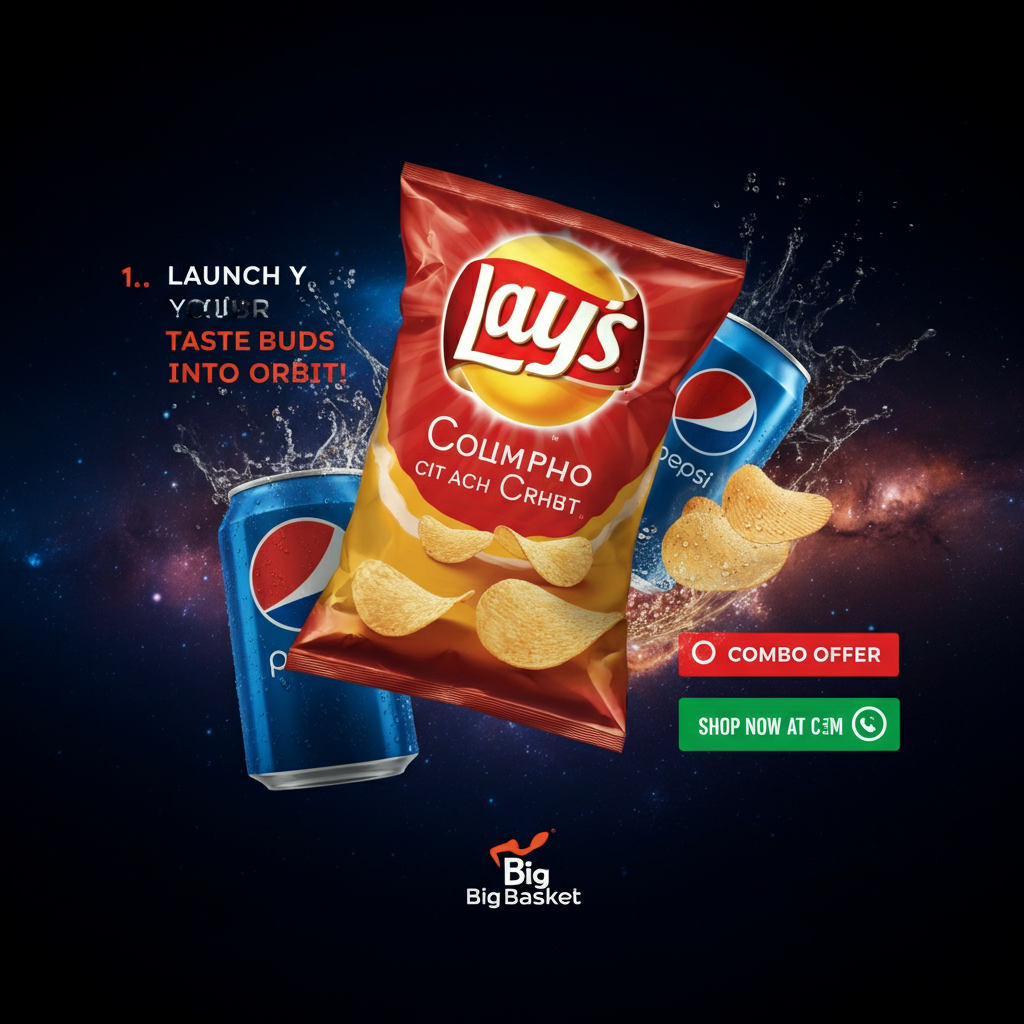 1.. LAUNCH Y
TASTE BUDS
INTO ORBIT!
Lay's
COUMPHO
CIT ACH CRHBT
pepsi
COMBO OFFER
SHOP NOW AT
Big
BigBasket